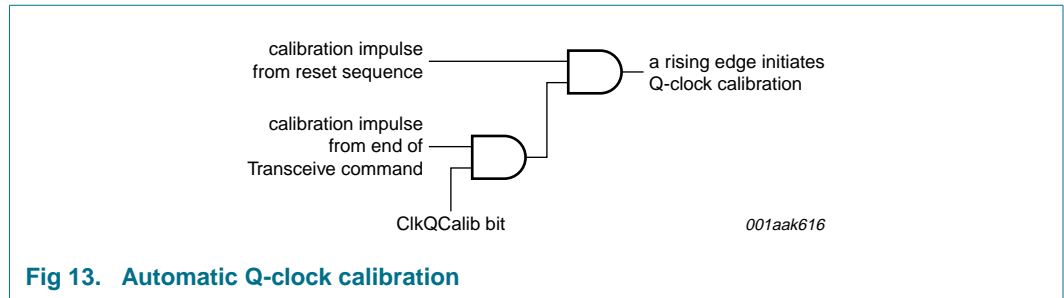 calibration impulse
from reset sequence
a rising edge initiates
Q-clock calibration
calibration impulse
from end of
Transceive command
ClkQCalib bit
001aak616
Fig 13. Automatic Q-clock calibration